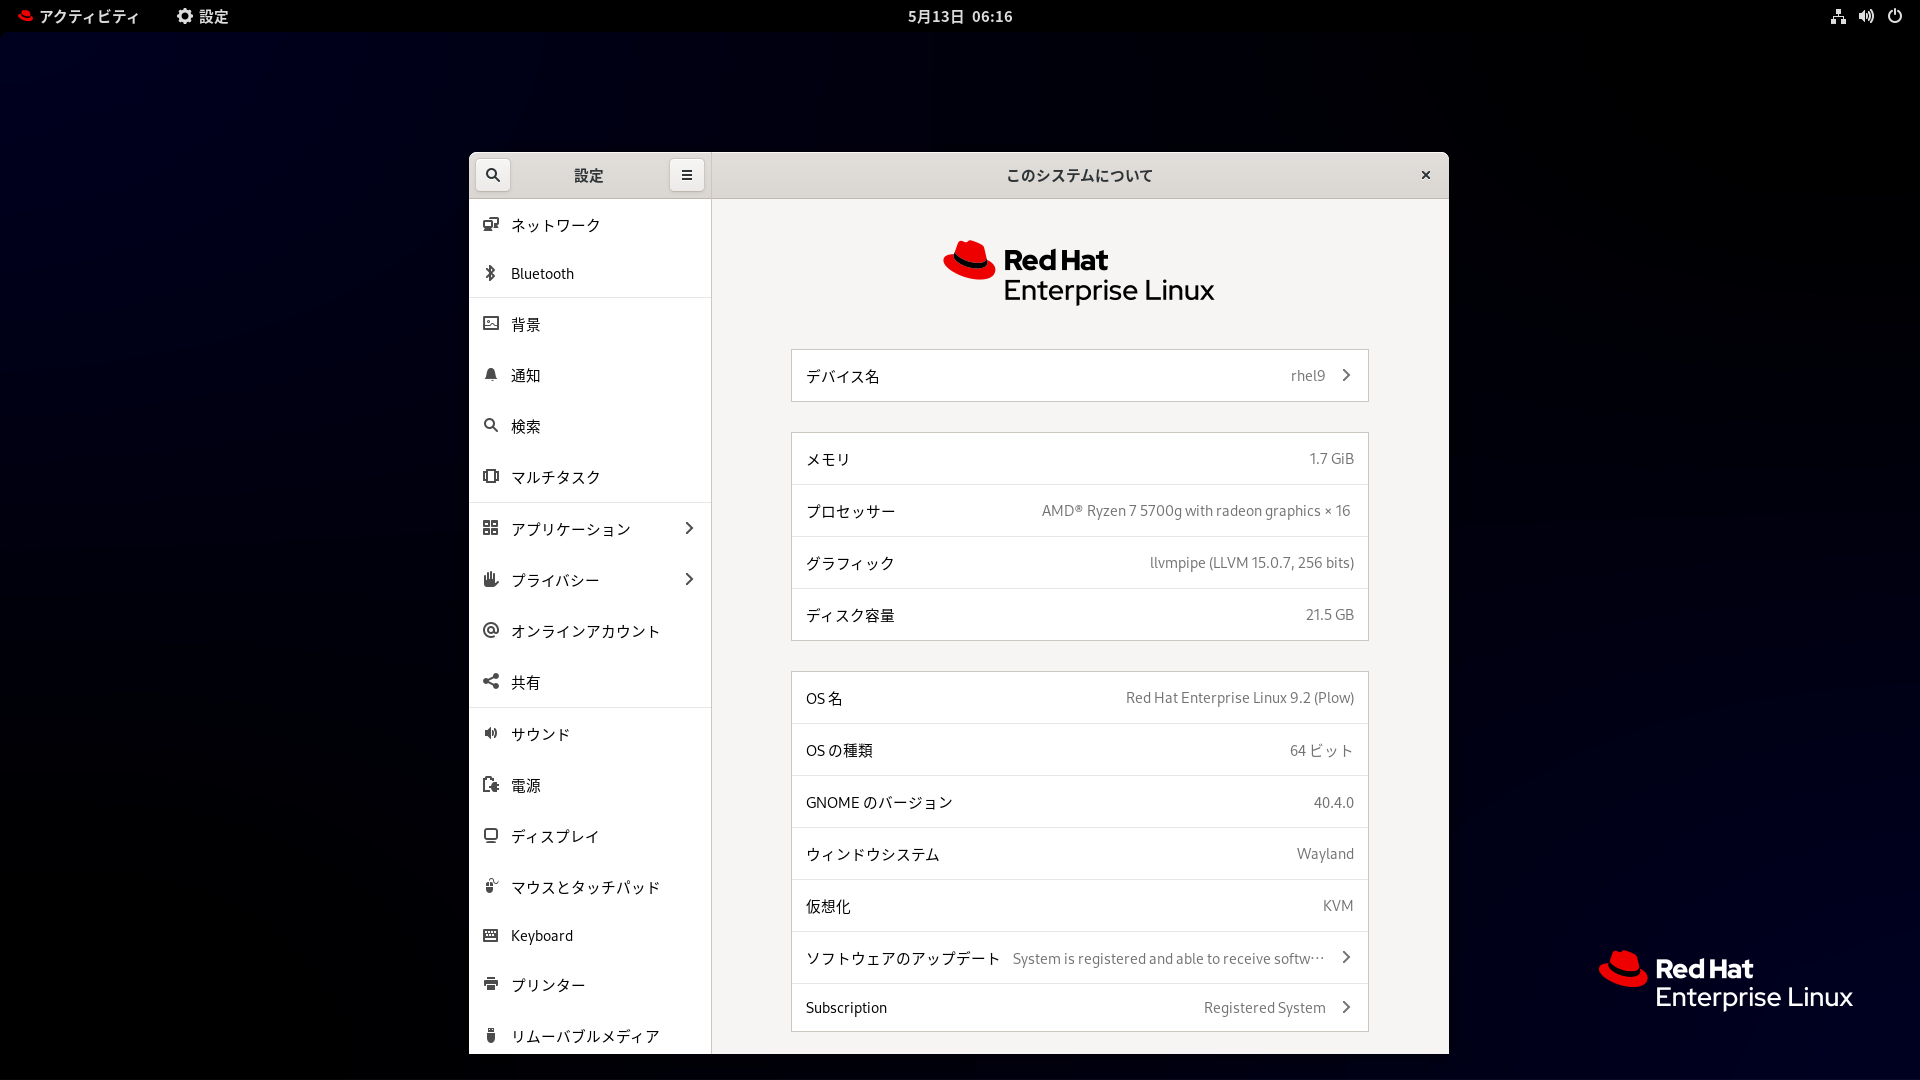 アクティビティ 設定 5月13日 06:16
設定 このシステムについて
ネットワーク
Bluetooth
背景
通知
検索
マルチタスク
アプリケーション
プライバシー
オンラインアカウント
共有
サウンド
電源
ディスプレイ
マウスとタッチパッド
Keyboard
プリンター
リムーバブルメディア
Red Hat
Enterprise Linux
デバイス名 rhel9
メモリ 1.7 GiB
プロセッサー AMD® Ryzen 7 5700g with radeon graphics × 16
グラフィック llvmpipe (LLVM 15.0.7, 256 bits)
ディスク容量 21.5 GB
OS 名 Red Hat Enterprise Linux 9.2 (Plow)
OS の種類 64 ビット
GNOME のバージョン 40.4.0
ウィンドウシステム Wayland
仮想化 KVM
ソフトウェアのアップデート System is registered and able to receive softw…
Subscription Registered System
Red Hat
Enterprise Linux